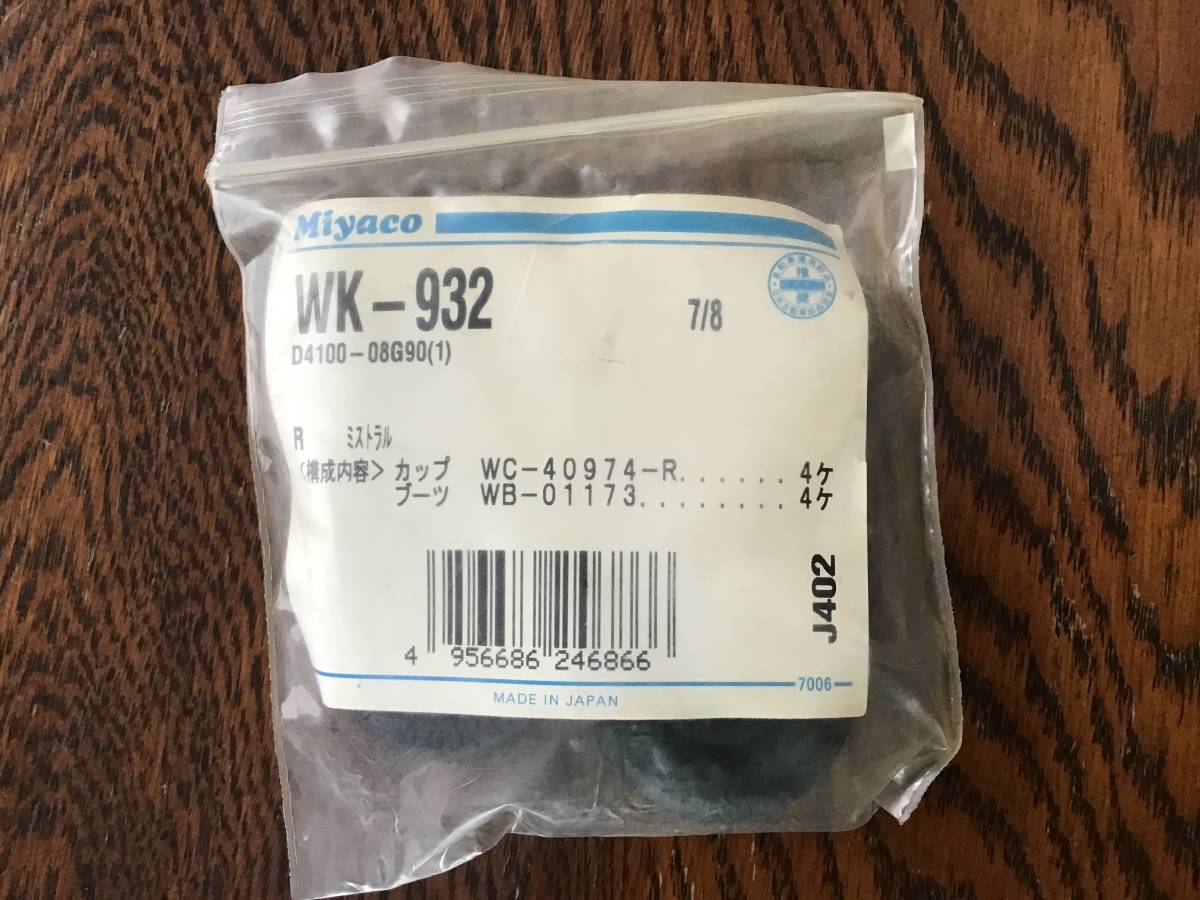 Miyaco
WK-932
7/8
推
奨
D4100-08G90(1)
R ミストラル
<構成内容> カップ WC-40974-R......4ケ
ブーツ WB-01173........4ケ
J402
4 956686 246866
7006
MADE IN JAPAN